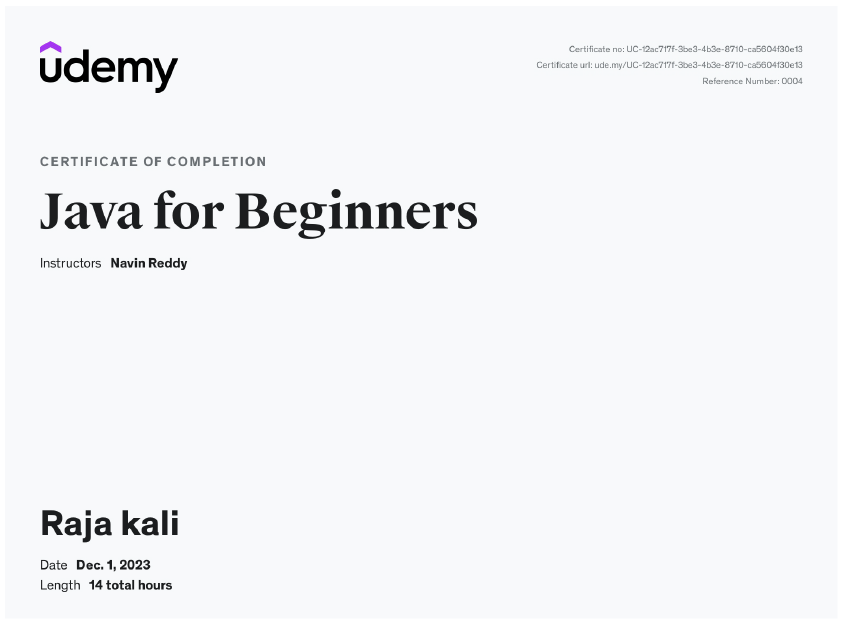 udemy
Certificate no: UC-12ac717f-3be3-4b3e-8710-ca5604f30e13
Certificate url: ude.my/UC-12ac717f-3be3-4b3e-8710-ca5604f30e13
Reference Number: 0004
CERTIFICATE OF COMPLETION
Java for Beginners
Instructors Navin Reddy
Raja kali
Date Dec. 1, 2023
Length 14 total hours